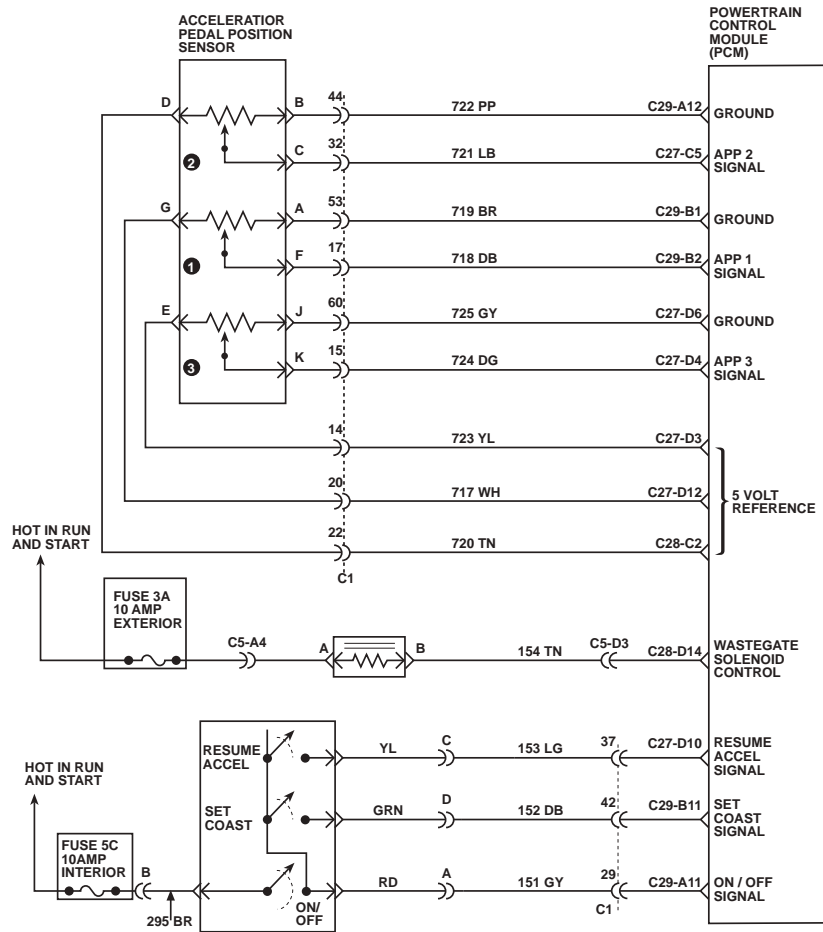 ACCELERATIOR
PEDAL POSITION
SENSOR
POWERTRAIN
CONTROL
MODULE
(PCM)
D
B
44
722 PP
C29-A12
GROUND
2
C
32
721 LB
C27-C5
APP 2
SIGNAL
G
A
53
719 BR
C29-B1
GROUND
1
F
17
718 DB
C29-B2
APP 1
SIGNAL
E
J
60
725 GY
C27-D6
GROUND
3
K
15
724 DG
C27-D4
APP 3
SIGNAL
14
723 YL
C27-D3
20
717 WH
C27-D12
5 VOLT
REFERENCE
22
720 TN
C28-C2
C1
HOT IN RUN
AND START
FUSE 3A
10 AMP
EXTERIOR
C5-A4
A
B
154 TN
C5-D3
C28-D14
WASTEGATE
SOLENOID
CONTROL
HOT IN RUN
AND START
FUSE 5C
10AMP
INTERIOR
B
295 BR
RESUME
ACCEL
YL
C
153 LG
37
C27-D10
RESUME
ACCEL
SIGNAL
SET
COAST
GRN
D
152 DB
42
C29-B11
SET
COAST
SIGNAL
ON/
OFF
RD
A
151 GY
29
C29-A11
ON / OFF
SIGNAL
C1